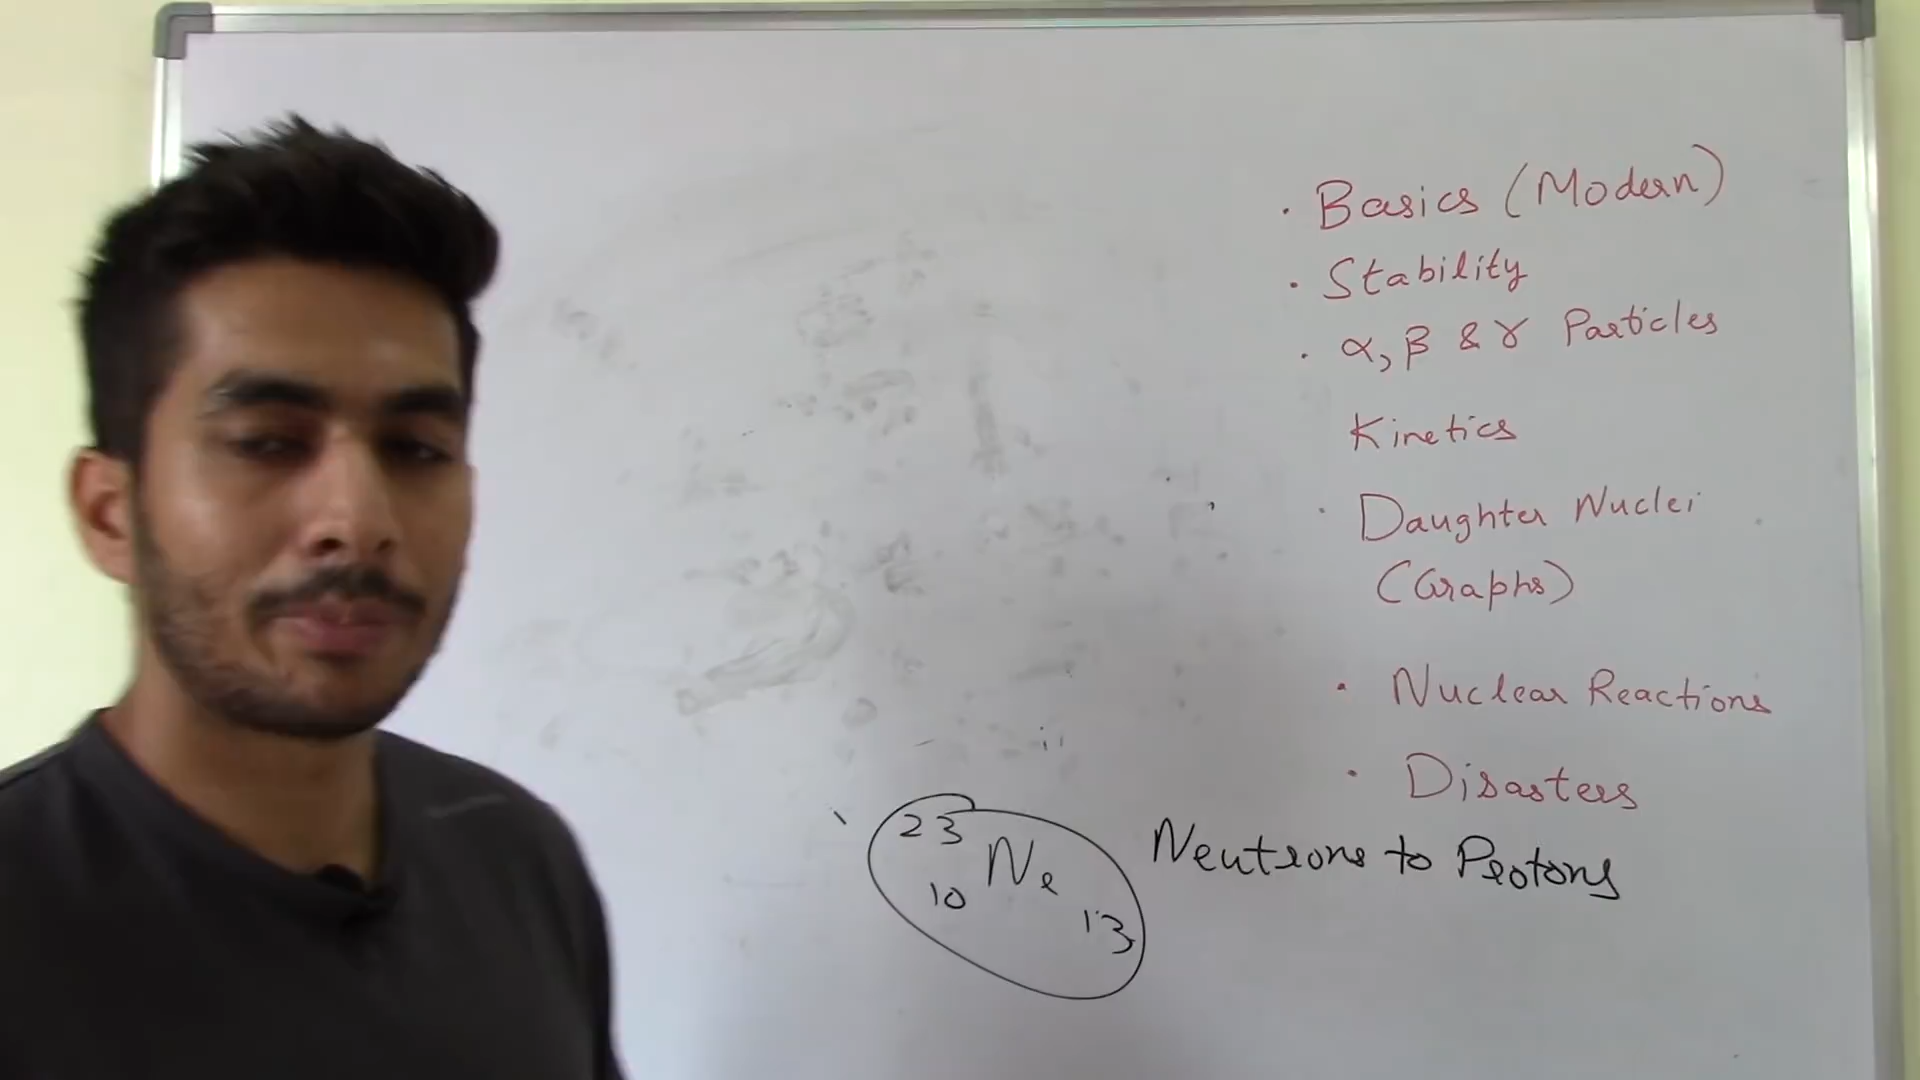 · Basics (Modern)
· Stability
· α, β & γ Particles
Kinetics
· Daughter Nuclei
(Graphs)
· Nuclear Reactions
· Disasters
23
10 Ne 13
Neutrons to Protons